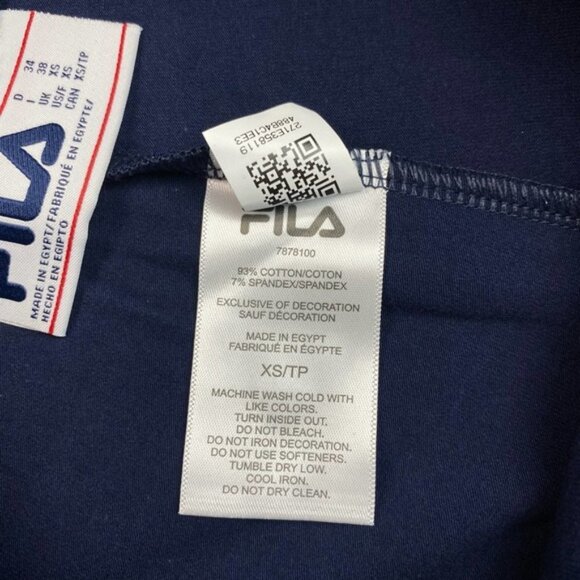 D 34
I 38
UK XS
US/F XS
CAN XS/TP
FILA
MADE IN EGYPT/FABRIQUÉ EN EGYPTE/
HECHO EN EGIPTO
271E358119
48884C1EE3
FILA
7878100
93% COTTON/COTON
7% SPANDEX/SPANDEX
EXCLUSIVE OF DECORATION
SAUF DÉCORATION
MADE IN EGYPT
FABRIQUÉ EN ÉGYPTE
XS/TP
MACHINE WASH COLD WITH
LIKE COLORS.
TURN INSIDE OUT.
DO NOT BLEACH.
DO NOT IRON DECORATION.
DO NOT USE SOFTENERS.
TUMBLE DRY LOW.
COOL IRON.
DO NOT DRY CLEAN.